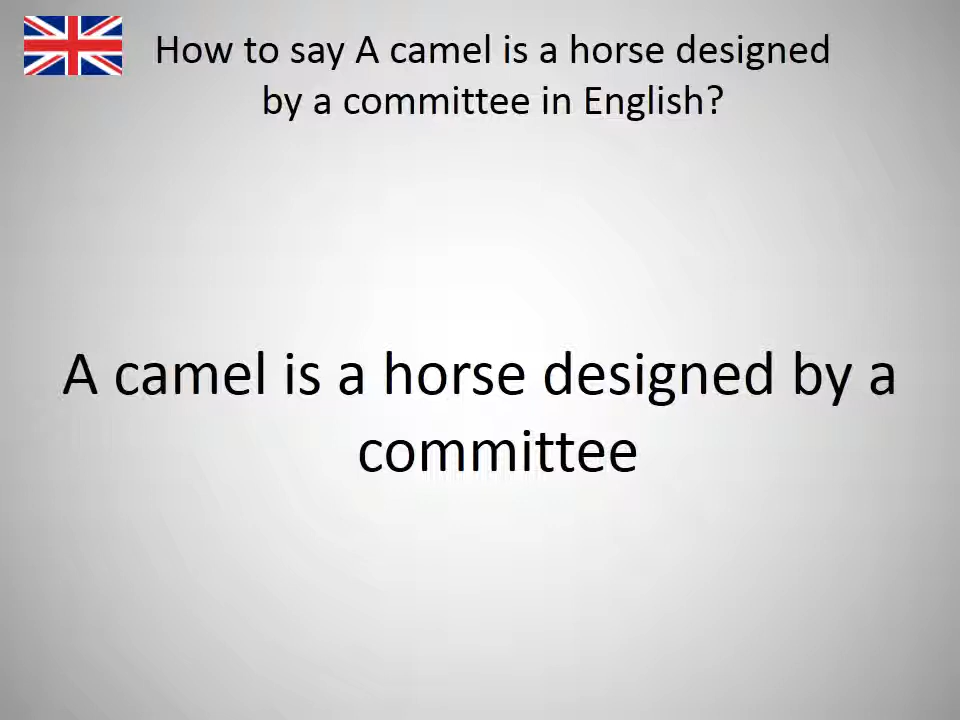 How to say A camel is a horse designed
by a committee in English?
A camel is a horse designed by a
committee